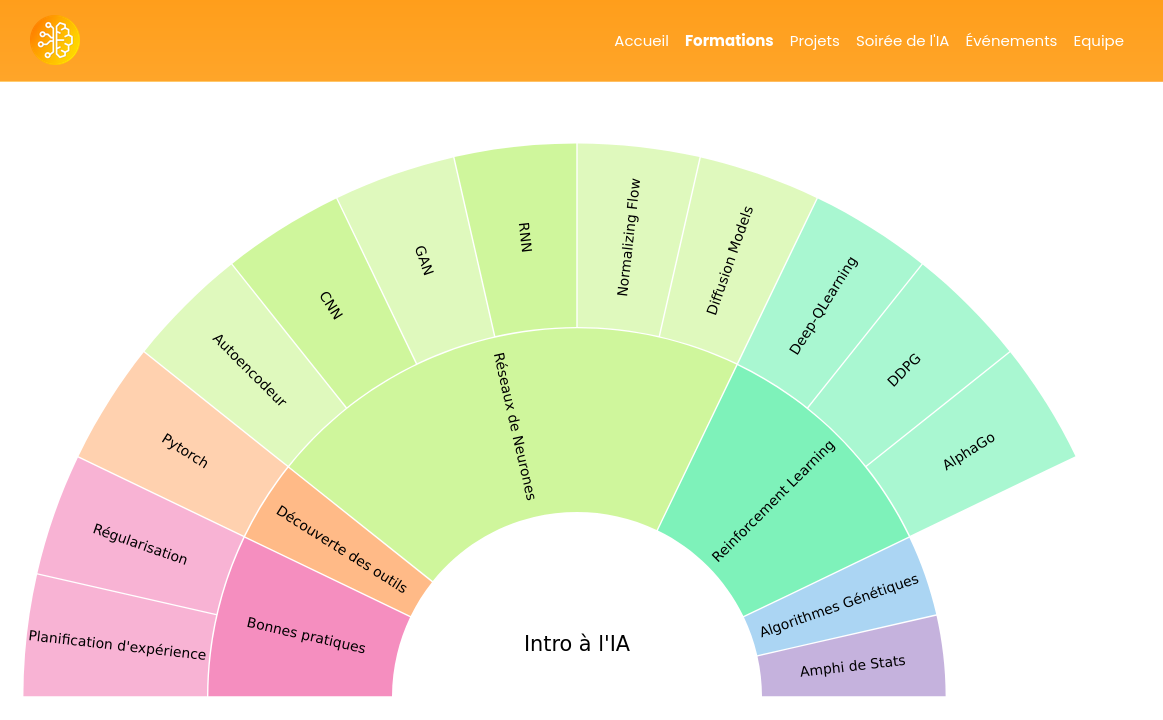 Accueil Formations Projets Soirée de l'IA Événements Equipe
Planification d'expérience
Régularisation
Pytorch
Autoencodeur
CNN
GAN
RNN
Normalizing Flow
Diffusion Models
Deep-QLearning
DDPG
AlphaGo
Bonnes pratiques
Découverte des outils
Réseaux de Neurones
Reinforcement Learning
Algorithmes Génétiques
Amphi de Stats
Intro à l'IA